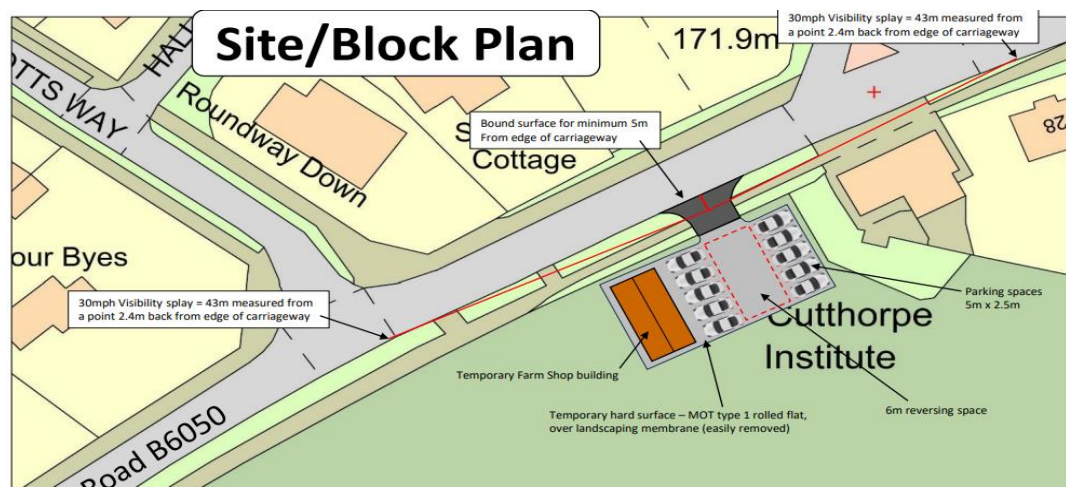 Site/Block Plan
171.9m
30mph Visibility splay = 43m measured from
a point 2.4m back from edge of carriageway
OTTS WAY
HALL
Roundway Down
Bound surface for minimum 5m
From edge of carriageway
S
Cottage
28
our Byes
30mph Visibility splay = 43m measured from
a point 2.4m back from edge of carriageway
Parking spaces
5m x 2.5m
Cutthorpe
Institute
Temporary Farm Shop building
6m reversing space
Temporary hard surface – MOT type 1 rolled flat,
over landscaping membrane (easily removed)
Road B6050